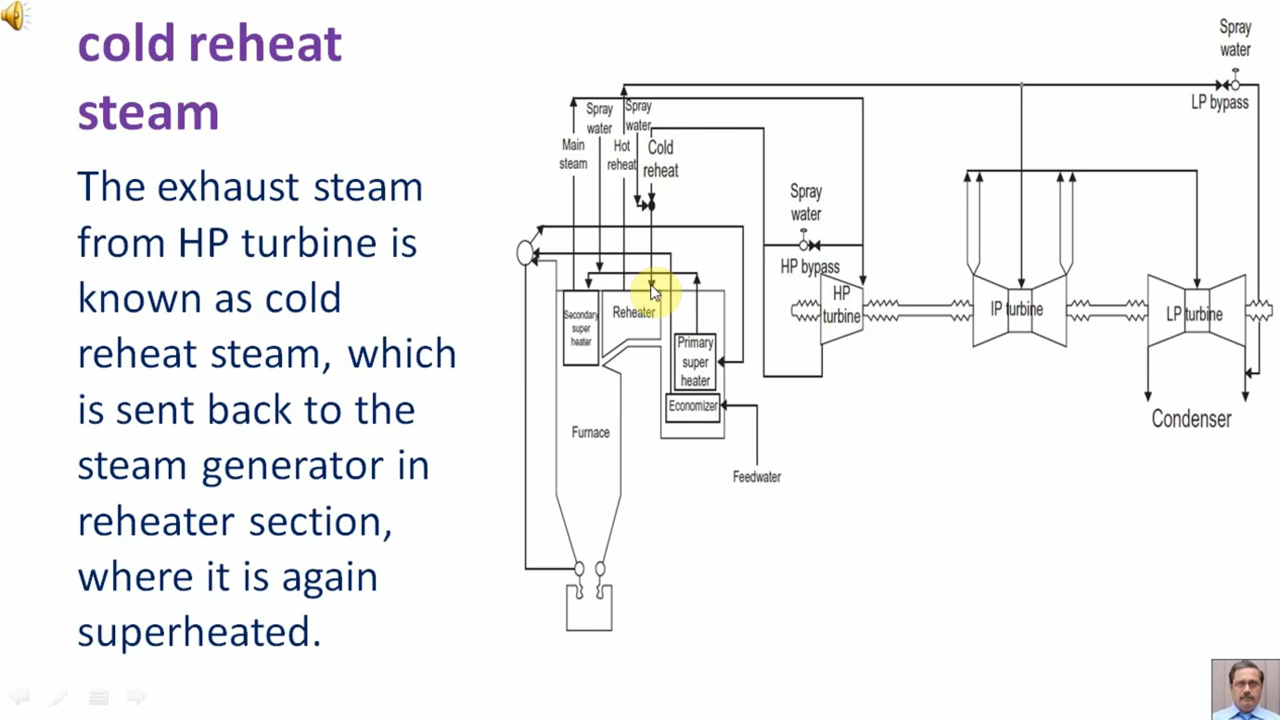 cold reheat
steam
The exhaust steam
from HP turbine is
known as cold
reheat steam, which
is sent back to the
steam generator in
reheater section,
where it is again
superheated.
Spray
water
LP bypass
Spray
water
Spray
water
Main
steam
Hot
reheat
Cold
reheat
Spray
water
HP bypass
HP
turbine
IP turbine
LP turbine
Secondary
super
heater
Reheater
Primary
super
heater
Economizer
Furnace
Feedwater
Condenser